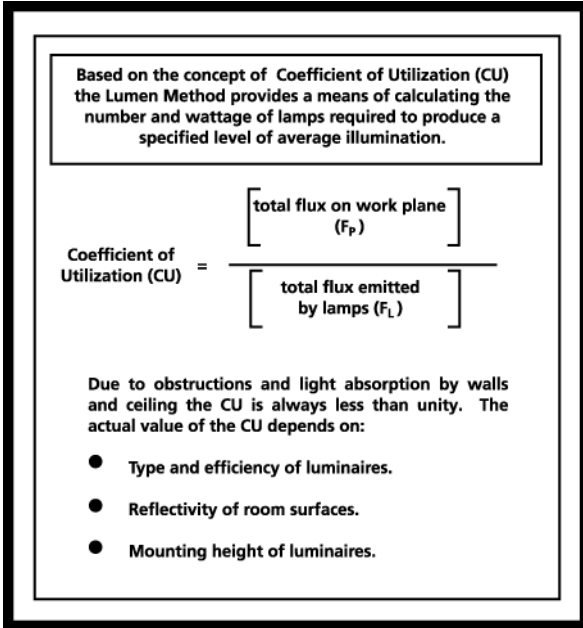 Based on the concept of Coefficient of Utilization (CU)
the Lumen Method provides a means of calculating the
number and wattage of lamps required to produce a
specified level of average illumination.
Coefficient of
Utilization (CU)
=
total flux on work plane
(Fₚ)
total flux emitted
by lamps (F_L)
Due to obstructions and light absorption by walls
and ceiling the CU is always less than unity. The
actual value of the CU depends on:
● Type and efficiency of luminaires.
● Reflectivity of room surfaces.
● Mounting height of luminaires.